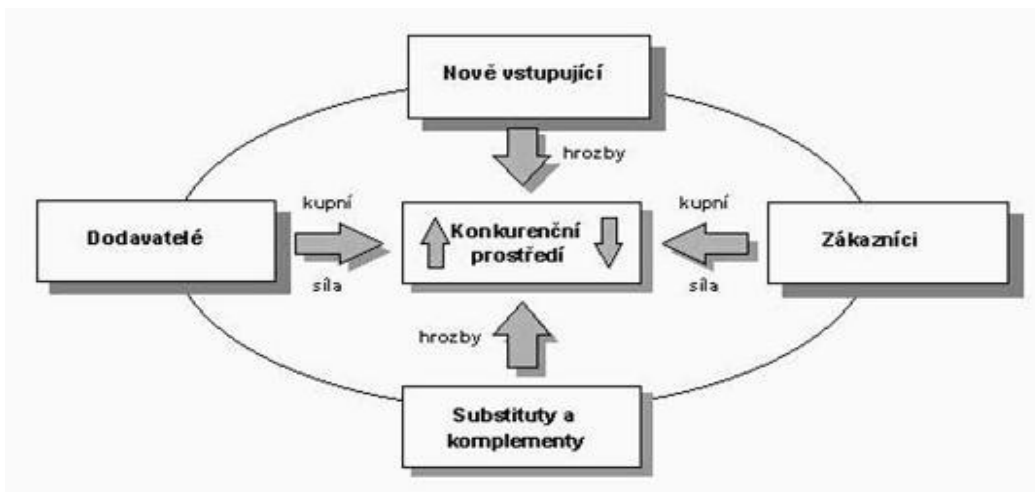 Nově vstupující
hrozby
kupní
Dodavatelé
síla
Konkurenční
prostředí
kupní
Zákazníci
síla
hrozby
Substituty a
komplementy